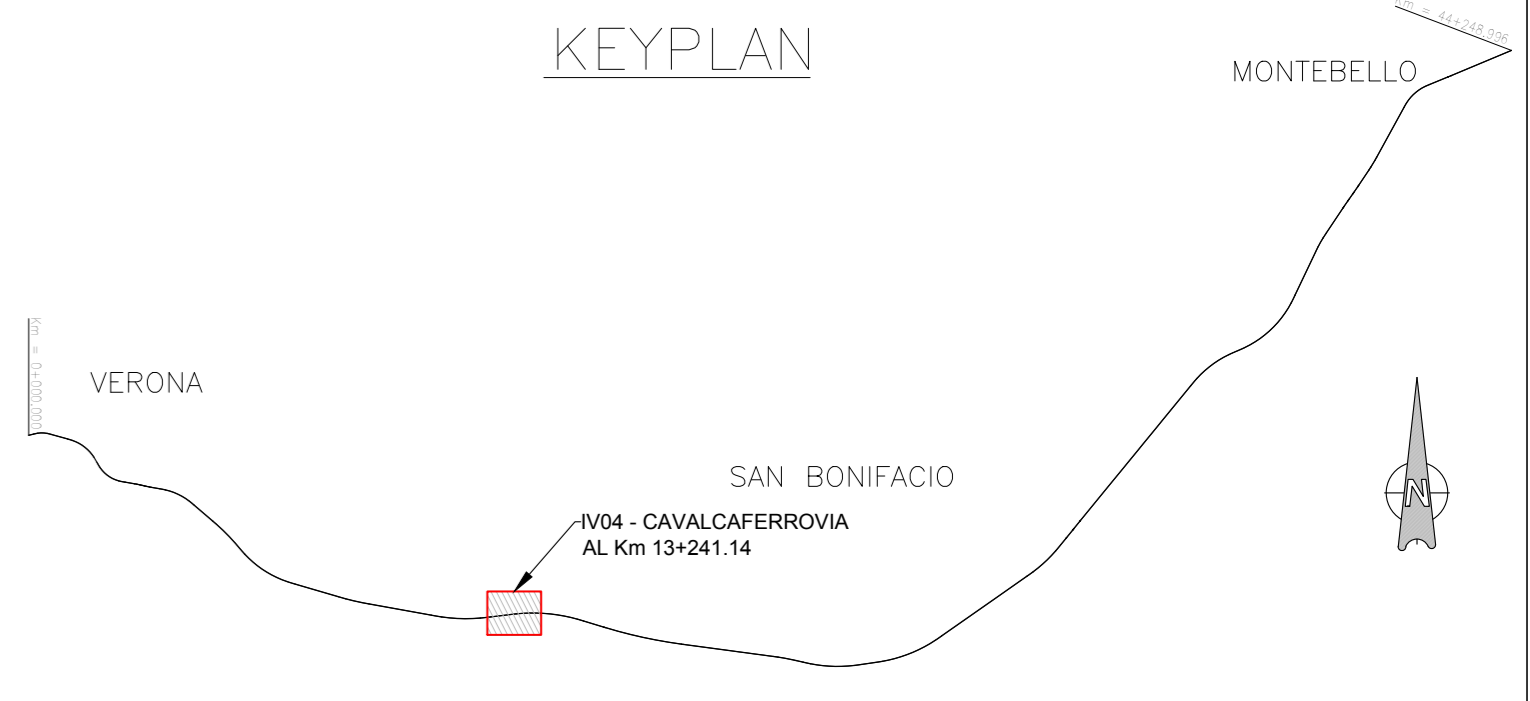 KEYPLAN
Km = 44+248.996
MONTEBELLO
Km = 0+000.000
VERONA
SAN BONIFACIO
IV04 - CAVALCAFERROVIA
AL Km 13+241.14
N